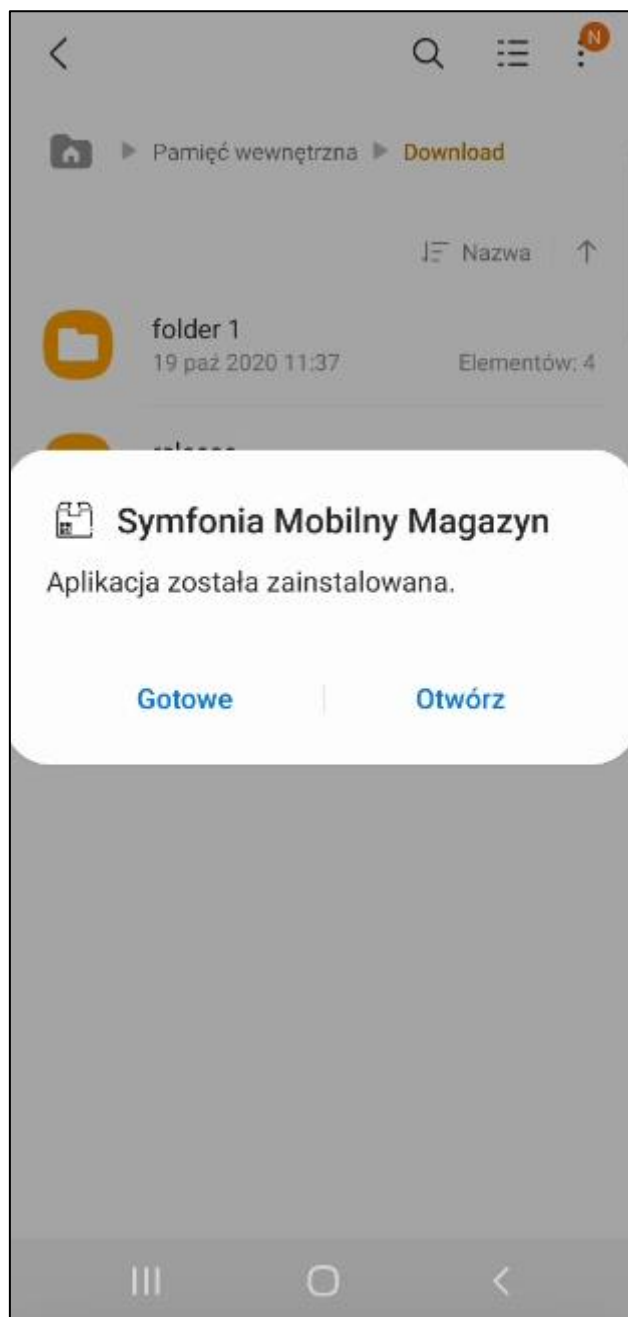 N
Pamięć wewnętrzna
Download
Nazwa
folder 1
19 paź 2020 11:37
Elementów: 4
Symfonia Mobilny Magazyn
Aplikacja została zainstalowana.
Gotowe
Otwórz